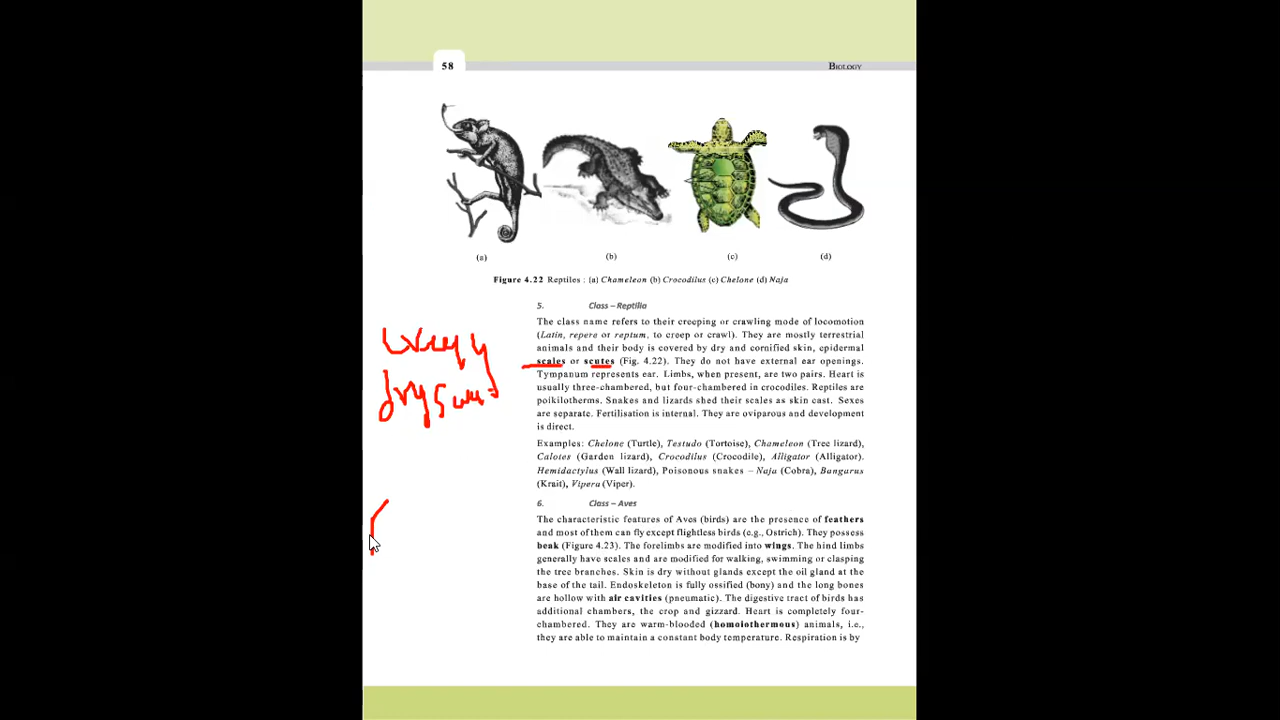 58
BIOLOGY
(a)
(b)
(c)
(d)
Figure 4.22 Reptiles : (a) Chameleon (b) Crocodilus (c) Chelone (d) Naja
5. Class – Reptilia
The class name refers to their creeping or crawling mode of locomotion
(Latin, repere or reptum, to creep or crawl). They are mostly terrestrial
animals and their body is covered by dry and cornified skin, epidermal
scales or scutes (Fig. 4.22). They do not have external ear openings.
Tympanum represents ear. Limbs, when present, are two pairs. Heart is
usually three-chambered, but four-chambered in crocodiles. Reptiles are
poikilotherms. Snakes and lizards shed their scales as skin cast. Sexes
are separate. Fertilisation is internal. They are oviparous and development
is direct.
Examples: Chelone (Turtle), Testudo (Tortoise), Chameleon (Tree lizard),
Calotes (Garden lizard), Crocodilus (Crocodile), Alligator (Alligator).
Hemidactylus (Wall lizard), Poisonous snakes – Naja (Cobra), Bangarus
(Krait), Vipera (Viper).
dry
6. Class – Aves
The characteristic features of Aves (birds) are the presence of feathers
and most of them can fly except flightless birds (e.g., Ostrich). They possess
beak (Figure 4.23). The forelimbs are modified into wings. The hind limbs
generally have scales and are modified for walking, swimming or clasping
the tree branches. Skin is dry without glands except the oil gland at the
base of the tail. Endoskeleton is fully ossified (bony) and the long bones
are hollow with air cavities (pneumatic). The digestive tract of birds has
additional chambers, the crop and gizzard. Heart is completely four-
chambered. They are warm-blooded (homoiothermous) animals, i.e.,
they are able to maintain a constant body temperature. Respiration is by